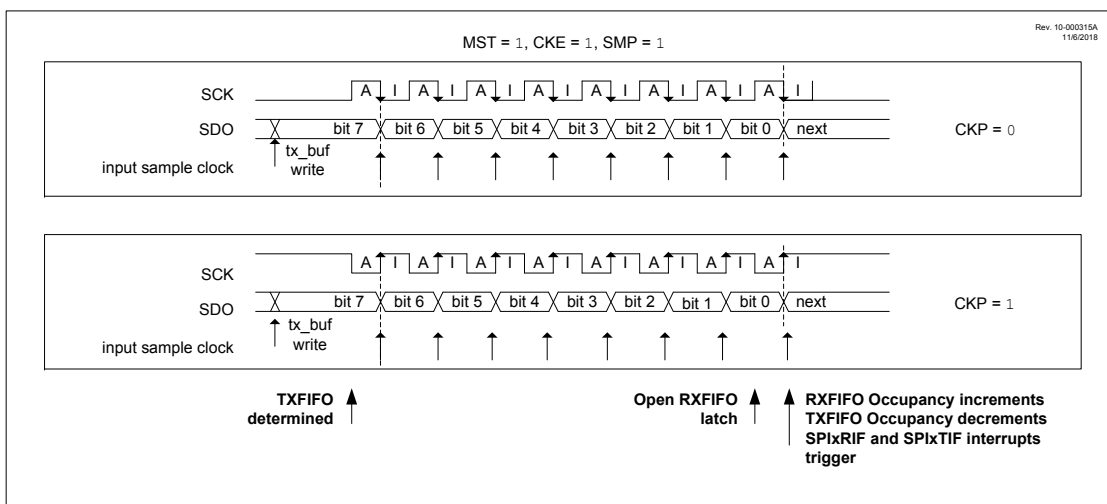 Rev. 10-000315A
11/6/2018
MST = 1, CKE = 1, SMP = 1
SCK A I A I A I A I A I A I A I A I
SDO bit 7 bit 6 bit 5 bit 4 bit 3 bit 2 bit 1 bit 0 next CKP = 0
tx_buf
write
input sample clock
SCK A I A I A I A I A I A I A I A I
SDO bit 7 bit 6 bit 5 bit 4 bit 3 bit 2 bit 1 bit 0 next CKP = 1
tx_buf
write
input sample clock
TXFIFO
determined
Open RXFIFO
latch
RXFIFO Occupancy increments
TXFIFO Occupancy decrements
SPIxRIF and SPIxTIF interrupts
trigger